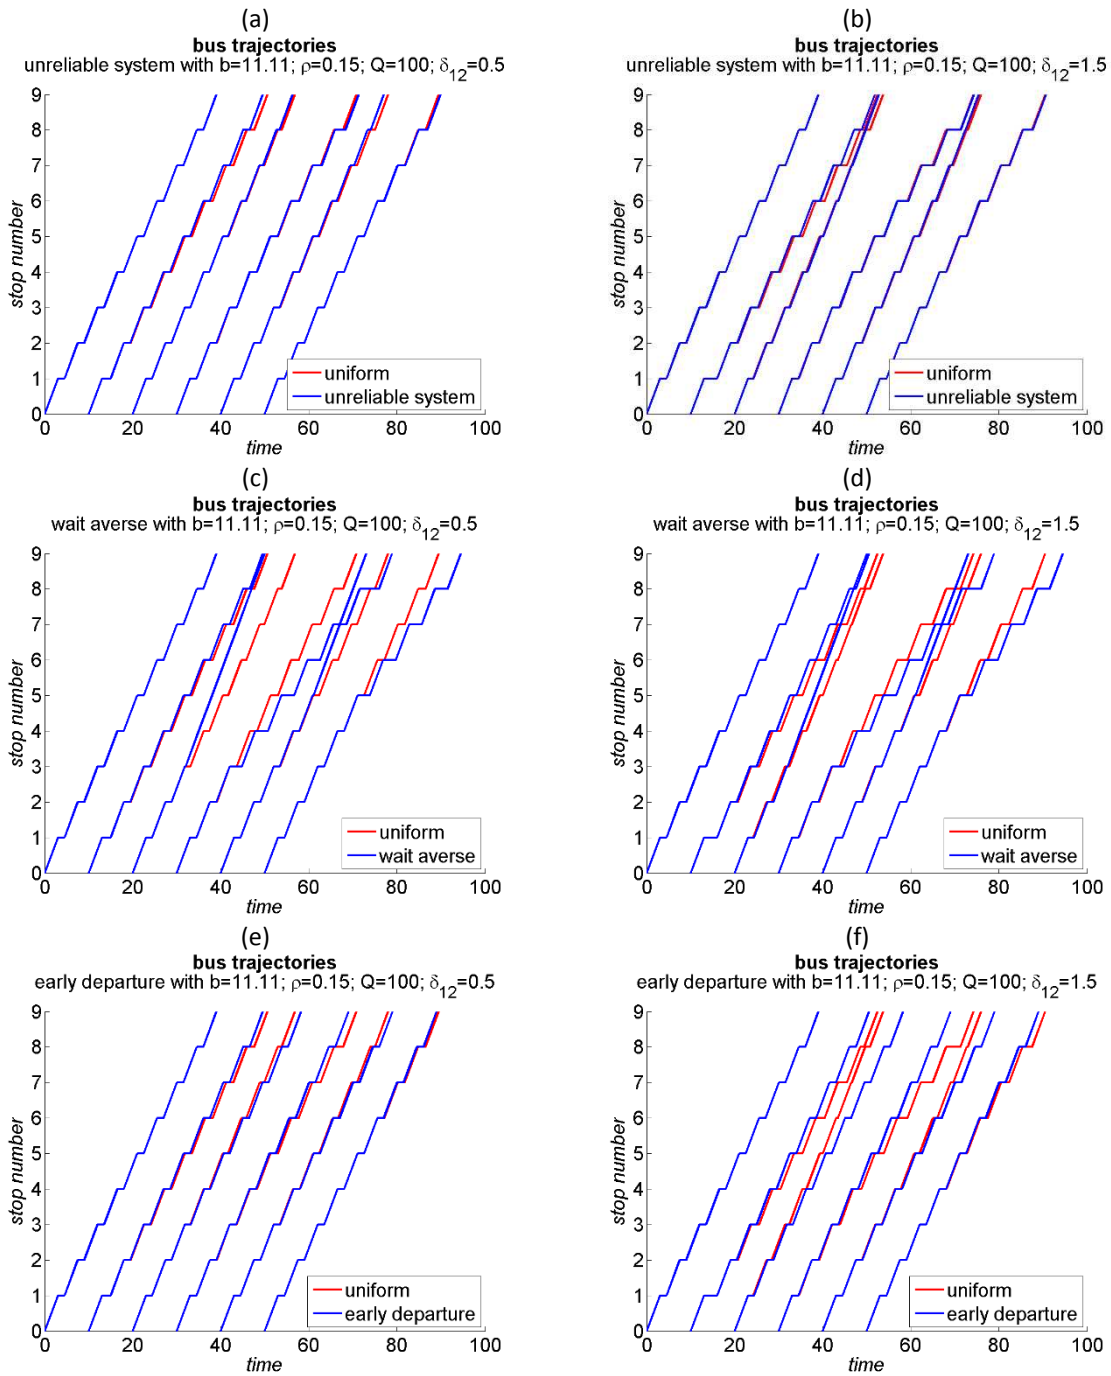 (a)
bus trajectories
unreliable system with b=11.11; ρ=0.15; Q=100; δ12=0.5
9
8
7
6
5
4
3
2
1
0
stop number
uniform
unreliable system
0 20 40 60 80 100
time
(b)
bus trajectories
unreliable system with b=11.11; ρ=0.15; Q=100; δ12=1.5
9
8
7
6
5
4
3
2
1
0
stop number
uniform
unreliable system
0 20 40 60 80 100
time
(c)
bus trajectories
wait averse with b=11.11; ρ=0.15; Q=100; δ12=0.5
9
8
7
6
5
4
3
2
1
0
stop number
uniform
wait averse
0 20 40 60 80 100
time
(d)
bus trajectories
wait averse with b=11.11; ρ=0.15; Q=100; δ12=1.5
9
8
7
6
5
4
3
2
1
0
stop number
uniform
wait averse
0 20 40 60 80 100
time
(e)
bus trajectories
early departure with b=11.11; ρ=0.15; Q=100; δ12=0.5
9
8
7
6
5
4
3
2
1
0
stop number
uniform
early departure
0 20 40 60 80 100
time
(f)
bus trajectories
early departure with b=11.11; ρ=0.15; Q=100; δ12=1.5
9
8
7
6
5
4
3
2
1
0
stop number
uniform
early departure
0 20 40 60 80 100
time